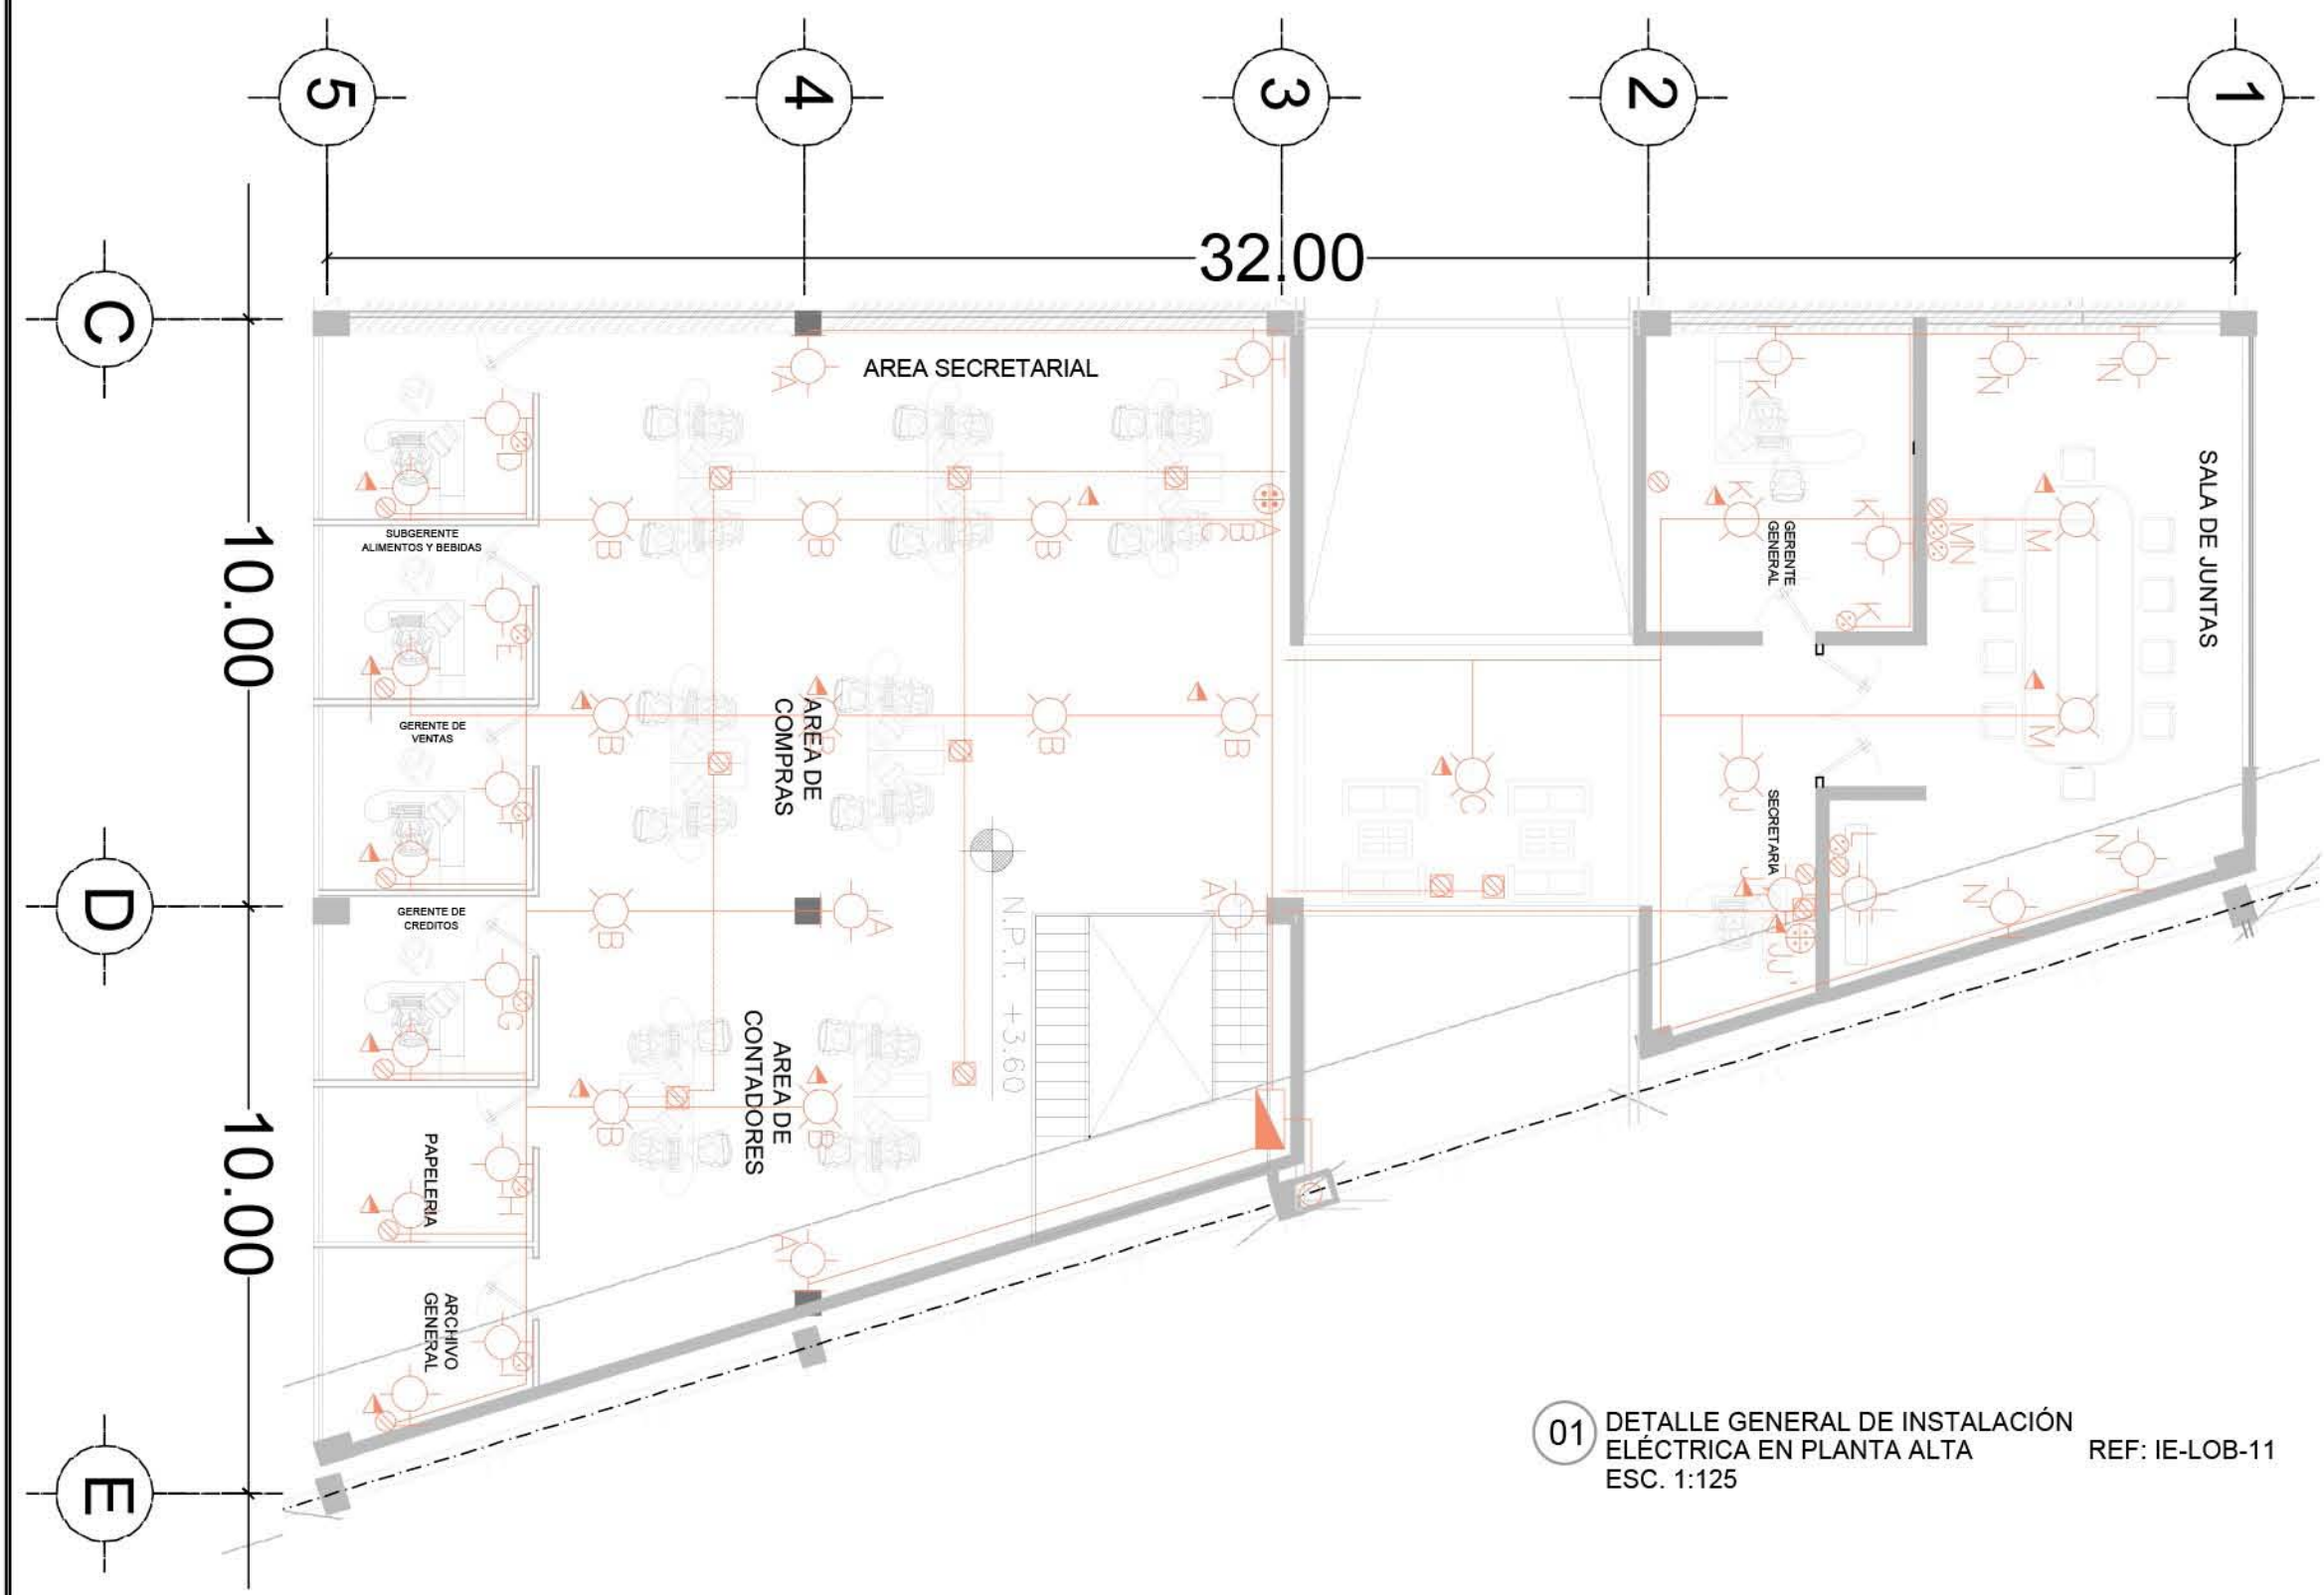 5
4
3
2
1
32.00
C
D
E
10.00
10.00
AREA SECRETARIAL
A
A
K
N
N
D
SUBGERENTE
ALIMENTOS Y BEBIDAS
B
B
B
A
B
C
K
GERENTE
GENERAL
K
K
MN
M
M
SALA DE JUNTAS
E
GERENTE DE
VENTAS
B
AREA DE
COMPRAS
B
B
B
C
J
SECRETARIA
L
N
N
F
GERENTE DE
CREDITOS
B
A
A
J
JJ'
N.P.T. +3.60
G
B
AREA DE
CONTADORES
B
PAPELERIA
H
A
ARCHIVO
GENERAL
I
01
DETALLE GENERAL DE INSTALACIÓN
ELÉCTRICA EN PLANTA ALTA
REF: IE-LOB-11
ESC. 1:125